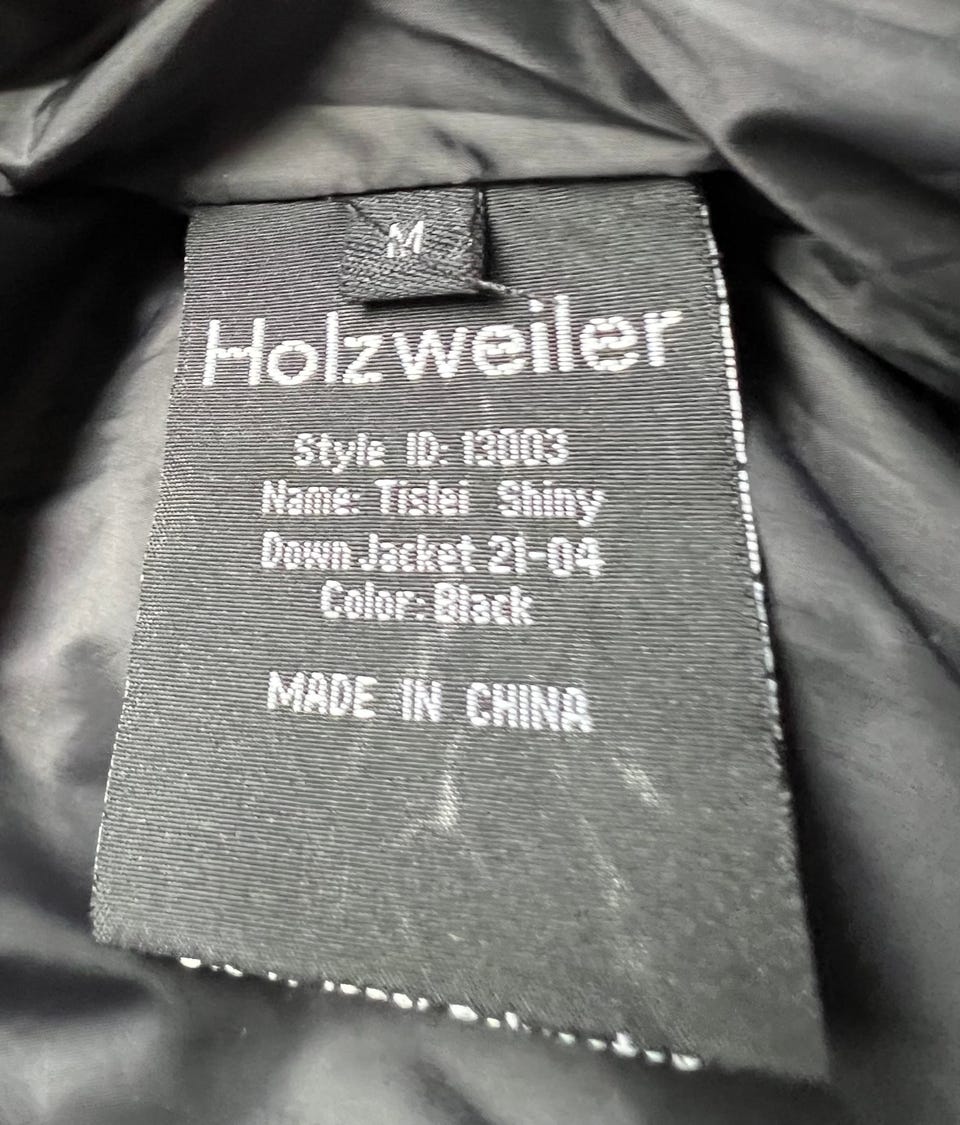 M
Holzweiler
Style ID: 13003
Name: Tislei Shiny
Down Jacket 21-04
Color: Black
MADE IN CHINA